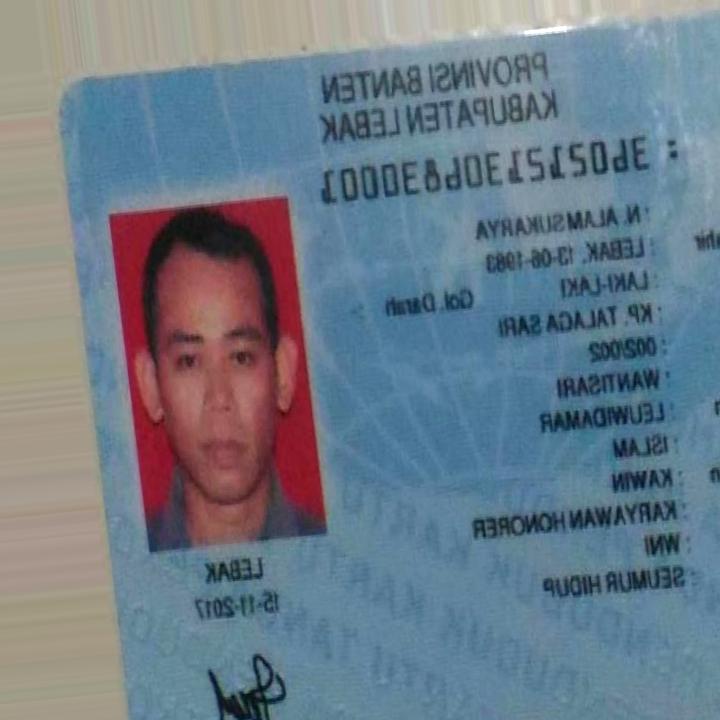 PROVINSI BANTEN
KABUPATEN LEBAK
: N. ALAM SUKARYA
: LEBAK, 13-06-1983
: LAKI-LAKI Gol. Darah :
: KP. TALAGA SARI
: 002/002
: WANTISARI
: LEUWIDAMAR
: ISLAM
: KAWIN
: KARYAWAN HONORER
: WNI
: SEUMUR HIDUP
LEBAK
15-11-2017